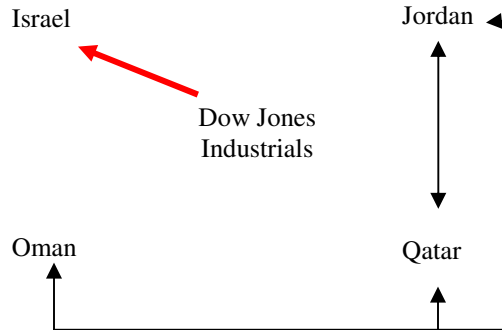 Israel
Jordan
Dow Jones
Industrials
Oman
Qatar